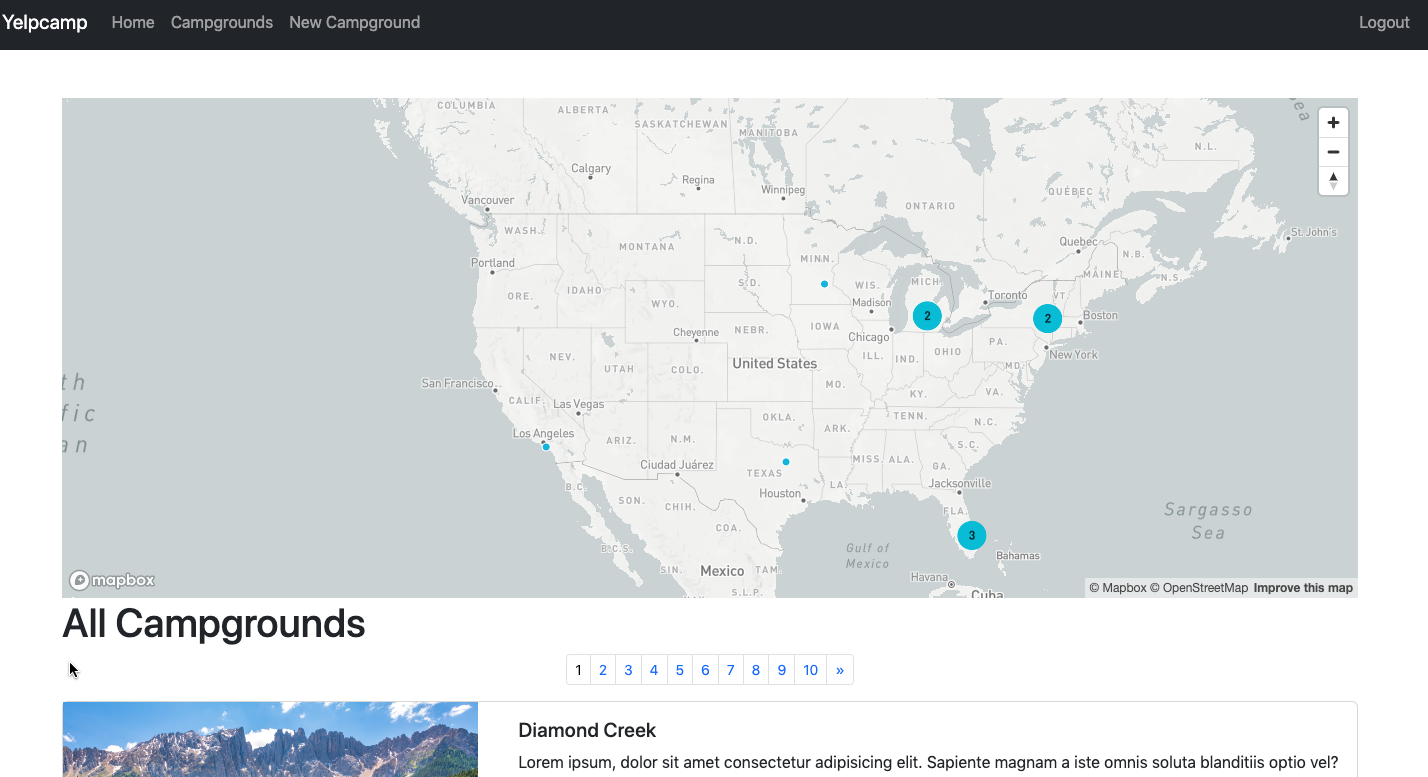 Yelpcamp Home Campgrounds New Campground Logout
COLUMBIA ALBERTA SASKATCHEWAN MANITOBA
N.L.
Calgary Regina Winnipeg
QUÉBEC
Vancouver ONTARIO
WASH. St. John's
MONTANA N.D. Quebec
MINN. N.B.
Portland MAINE N.S.
S.D. WIS. MICH. VT
ORE. IDAHO WYO. Madison Toronto
2 2 Boston
Cheyenne NEBR. IOWA Chicago
NEV. UTAH COLO. United States ILL. IND. OHIO PA. New York
MD.
San Francisco MO. KY. VA.
th
fic
an
CALIF. Las Vegas
OKLA. TENN. N.C.
Los Angeles ARIZ. N.M. ARK. S.C.
Ciudad Juárez TEXAS MISS. ALA. GA.
B.C. SON. CHIH. Houston LA. Jacksonville
FLA. Sargasso
Sea
COA. 3
B.C.S. Gulf of
Mexico
Bahamas
SIN. Mexico TAM. Havana
S.L.P. Cuba
mapbox
© Mapbox © OpenStreetMap Improve this map
All Campgrounds
1 2 3 4 5 6 7 8 9 10 »
Diamond Creek
Lorem ipsum, dolor sit amet consectetur adipisicing elit. Sapiente magnam a iste omnis soluta blanditiis optio vel?